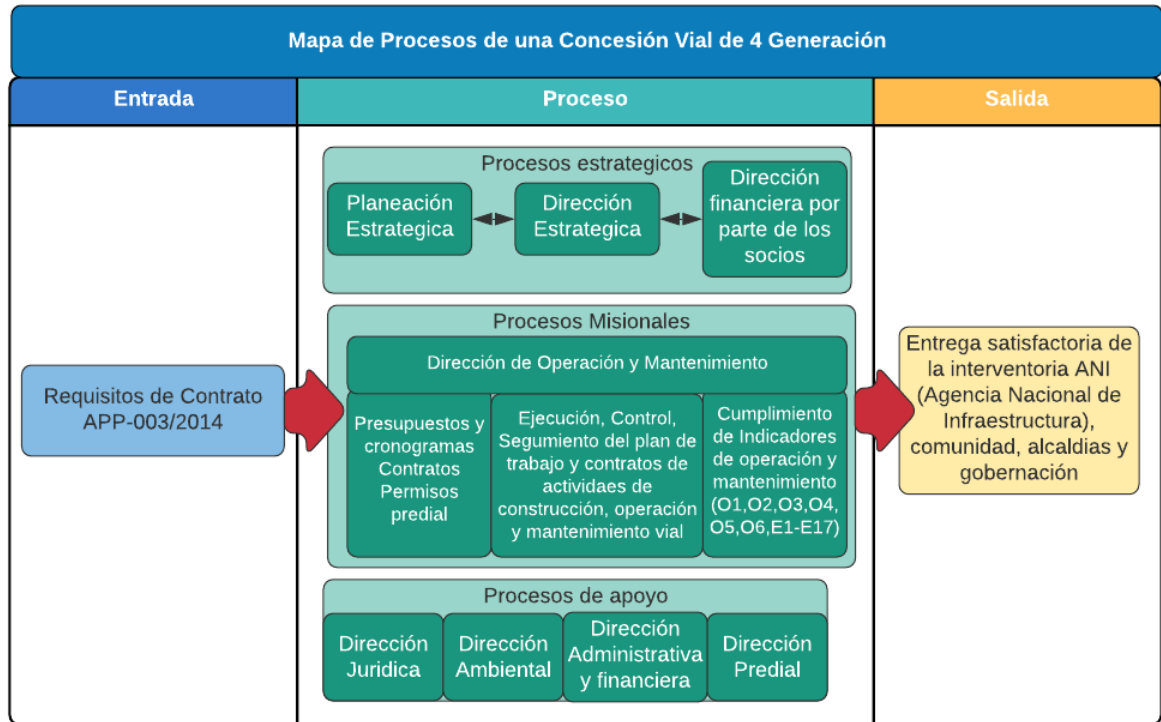 Mapa de Procesos de una Concesión Vial de 4 Generación
Entrada
Proceso
Salida
Requisitos de Contrato
APP-003/2014
Procesos estrategicos
Planeación
Estrategica
Dirección
Estrategica
Dirección
financiera por
parte de los
socios
Procesos Misionales
Dirección de Operación y Mantenimiento
Presupuestos y
cronogramas
Contratos
Permisos
predial
Ejecución, Control,
Segumiento del plan de
trabajo y contratos de
actividaes de
construcción, operación
y mantenimiento vial
Cumplimiento
de Indicadores
de operación y
mantenimiento
(O1,O2,O3,O4,
O5,O6,E1-E17)
Procesos de apoyo
Dirección
Juridica
Dirección
Ambiental
Dirección
Administrativa
y financiera
Dirección
Predial
Entrega satisfactoria de
la interventoria ANI
(Agencia Nacional de
Infraestructura),
comunidad, alcaldias y
gobernación